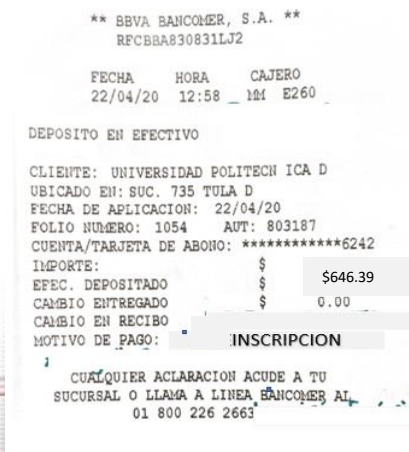 ** BBVA BANCOMER, S.A. **
RFCBBA830831LJ2
FECHA HORA CAJERO
22/04/20 12:58 MM E260
DEPOSITO EN EFECTIVO
CLIENTE: UNIVERSIDAD POLITECN ICA D
UBICADO EN: SUC. 735 TULA D
FECHA DE APLICACION: 22/04/20
FOLIO NUMERO: 1054 AUT: 803187
CUENTA/TARJETA DE ABONO: ************6242
IMPORTE: $
EFEC. DEPOSITADO $ $646.39
CAMBIO ENTREGADO $ 0.00
CAMBIO EN RECIBO
MOTIVO DE PAGO: INSCRIPCION
CUALQUIER ACLARACION ACUDE A TU
SUCURSAL O LLAMA A LINEA BANCOMER AL
01 800 226 2663